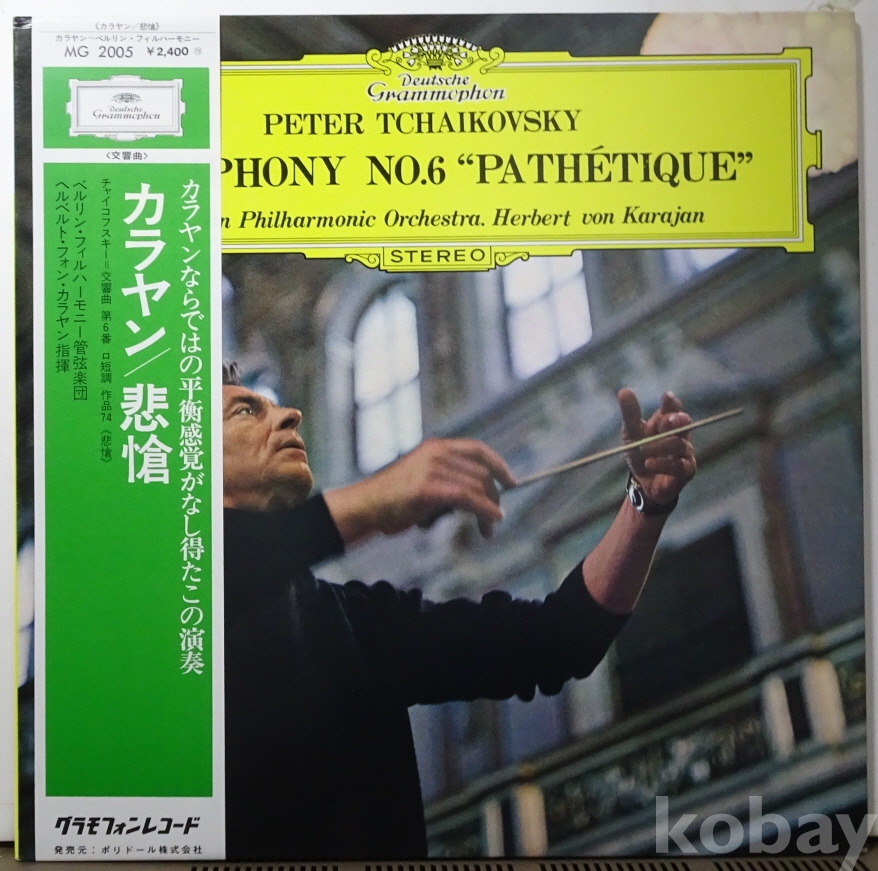 《カラヤン/悲愴》
カラヤン〜ベルリン・フィルハーモニー
MG 2005 ￥2,400
Deutsche
Grammophon
〈交響曲〉
カラヤンならではの平衡感覚がなし得たこの演奏
カラヤン/悲愴
チャイコフスキー=交響曲 第6番 ロ短調 作品74《悲愴》
ベルリン・フィルハーモニー管弦楽団
ヘルベルト・フォン・カラヤン指揮
グラモフォンレコード
発売元:ポリドール株式会社
Deutsche
Grammophon
PETER TCHAIKOVSKY
PHONY NO.6 “PATHÉTIQUE”
n Philharmonic Orchestra. Herbert von Karajan
STEREO
kobay